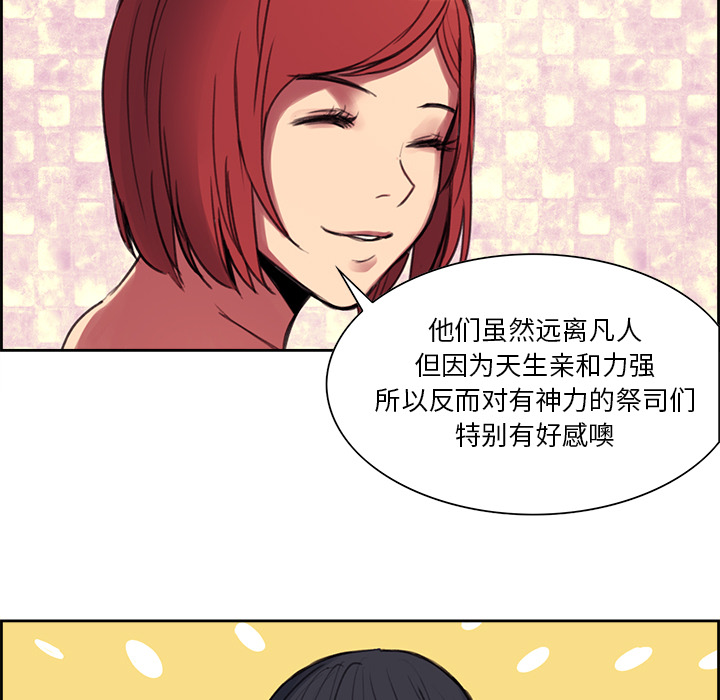 他们虽然远离凡人
但因为天生亲和力强
所以反而对有神力的祭司们
特别有好感噢